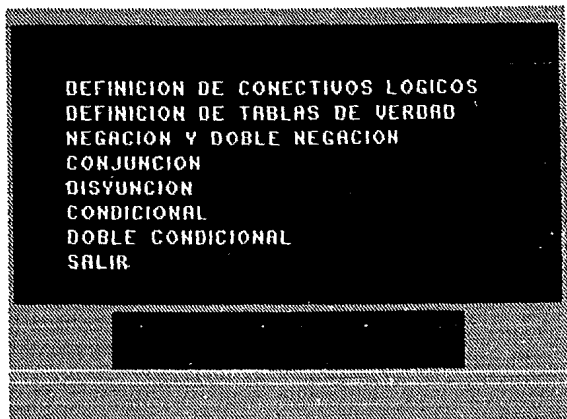 DEFINICION DE CONECTIVOS LOGICOS
DEFINICION DE TABLAS DE VERDAD
NEGACION Y DOBLE NEGACION
CONJUNCION
DISYUNCION
CONDICIONAL
DOBLE CONDICIONAL
SALIR